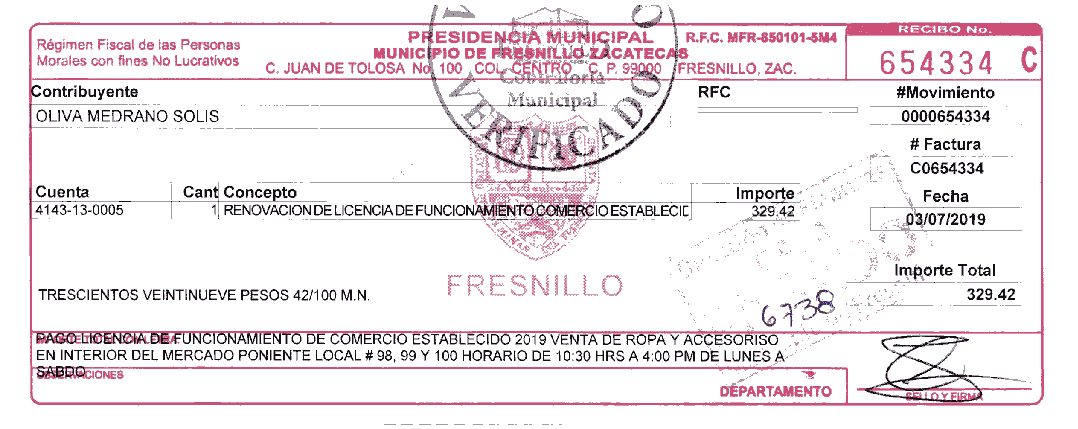 Régimen Fiscal de las Personas
Morales con fines No Lucrativos
PRESIDENCIA MUNICIPAL
MUNICIPIO DE FRESNILLO ZACATECAS
C. JUAN DE TOLOSA No. 100 COL. CENTRO C. P. 99000 FRESNILLO, ZAC.
R.F.C. MFR-850101-5M4
RECIBO No.
654334 C
Contraloría
Municipal
VERIFICADO
Contribuyente
OLIVA MEDRANO SOLIS
RFC
#Movimiento
0000654334
# Factura
C0654334
Cuenta Cant Concepto Importe
4143-13-0005 1 RENOVACION DE LICENCIA DE FUNCIONAMIENTO COMERCIO ESTABLECID 329.42
Fecha
03/07/2019
FRESNILLO
Importe Total
329.42
TRESCIENTOS VEINTINUEVE PESOS 42/100 M.N.
6738
PAGO LICENCIA DE FUNCIONAMIENTO DE COMERCIO ESTABLECIDO 2019 VENTA DE ROPA Y ACCESORISO
EN INTERIOR DEL MERCADO PONIENTE LOCAL # 98, 99 Y 100 HORARIO DE 10:30 HRS A 4:00 PM DE LUNES A
SABDO
OBSERVACIONES
DEPARTAMENTO
SELLO Y FIRMA